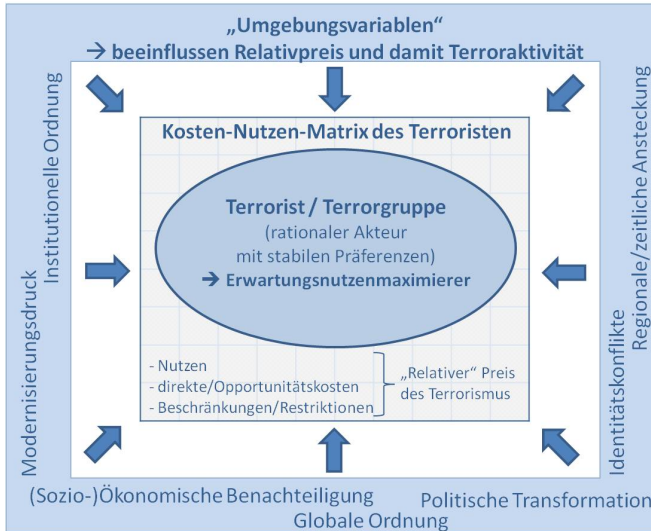 „Umgebungsvariablen“
→ beeinflussen Relativpreis und damit Terroraktivität
Institutionelle Ordnung
Modernisierungsdruck
Kosten-Nutzen-Matrix des Terroristen
Terrorist / Terrorgruppe
(rationaler Akteur
mit stabilen Präferenzen)
→ Erwartungsnutzenmaximierer
- Nutzen
- direkte/Opportunitätskosten
- Beschränkungen/Restriktionen
„Relativer“ Preis
des Terrorismus
Regionale/zeitliche Ansteckung
Identitätskonflikte
(Sozio-)Ökonomische Benachteiligung
Globale Ordnung
Politische Transformation